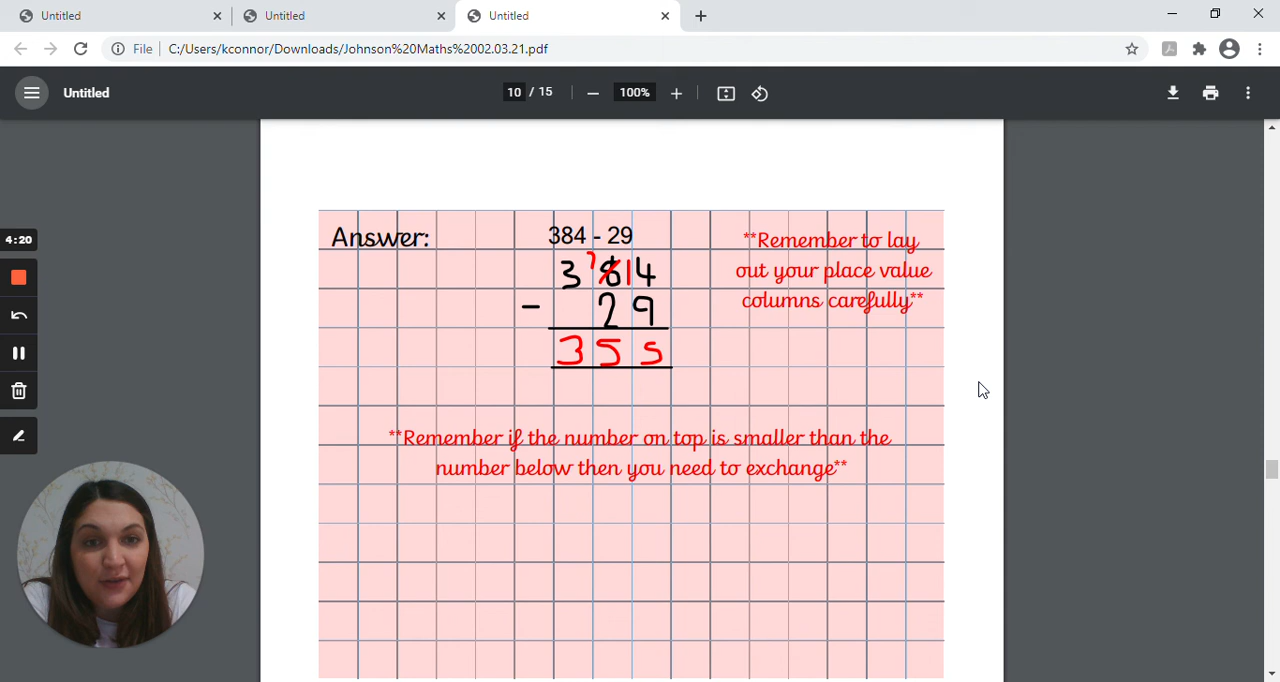 Untitled
Untitled
Untitled
File
C:/Users/kconnor/Downloads/Johnson%20Maths%2002.03.21.pdf
Untitled
10 / 15
100%
4:20
Answer:
384 - 29
3 7 8 1 4
- 2 9
3 5 5
**Remember to lay
out your place value
columns carefully**
**Remember if the number on top is smaller than the
number below then you need to exchange**